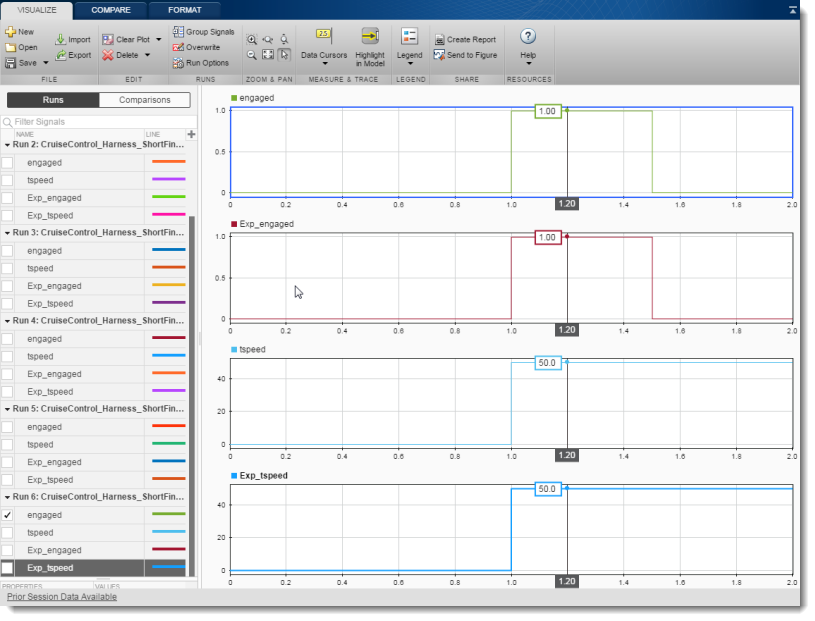 VISUALIZE COMPARE FORMAT
New Import Clear Plot Group Signals
Open Export Delete Overwrite
Save Run Options
Data Cursors Highlight in Model Legend Create Report
Send to Figure Help
2.5
FILE EDIT RUNS ZOOM & PAN MEASURE & TRACE LEGEND SHARE RESOURCES
Runs Comparisons
Filter Signals
NAME LINE
Run 2: CruiseControl_Harness_ShortFin...
engaged
tspeed
Exp_engaged
Exp_tspeed
Run 3: CruiseControl_Harness_ShortFin...
engaged
tspeed
Exp_engaged
Exp_tspeed
Run 4: CruiseControl_Harness_ShortFin...
engaged
tspeed
Exp_engaged
Exp_tspeed
Run 5: CruiseControl_Harness_ShortFin...
engaged
tspeed
Exp_engaged
Exp_tspeed
Run 6: CruiseControl_Harness_ShortFin...
engaged
tspeed
Exp_engaged
Exp_tspeed
PROPERTIES VALUES
Prior Session Data Available
engaged
1.0
0.5
0
1.00
0 0.2 0.4 0.6 0.8 1.0 1.20 1.4 1.6 1.8 2.0
Exp_engaged
1.0
0.5
0
1.00
0 0.2 0.4 0.6 0.8 1.0 1.20 1.4 1.6 1.8 2.0
tspeed
40
20
0
50.0
0 0.2 0.4 0.6 0.8 1.0 1.20 1.4 1.6 1.8 2.0
Exp_tspeed
40
20
0
50.0
0 0.2 0.4 0.6 0.8 1.0 1.20 1.4 1.6 1.8 2.0